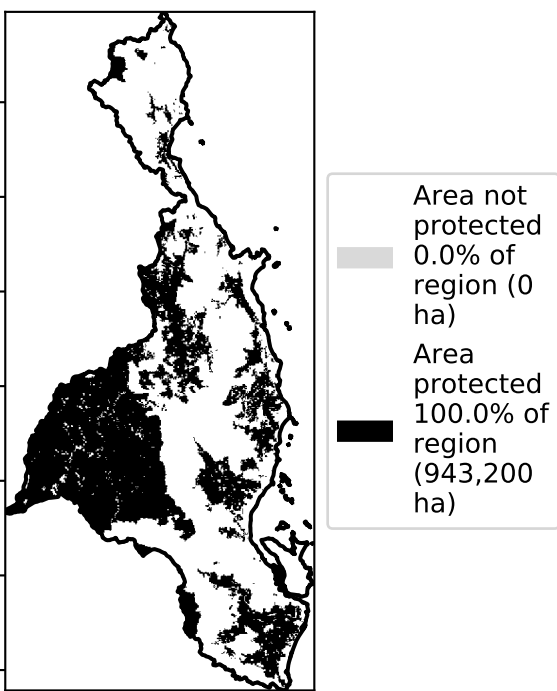 Area not
protected
0.0% of
region (0
ha)
Area
protected
100.0% of
region
(943,200
ha)